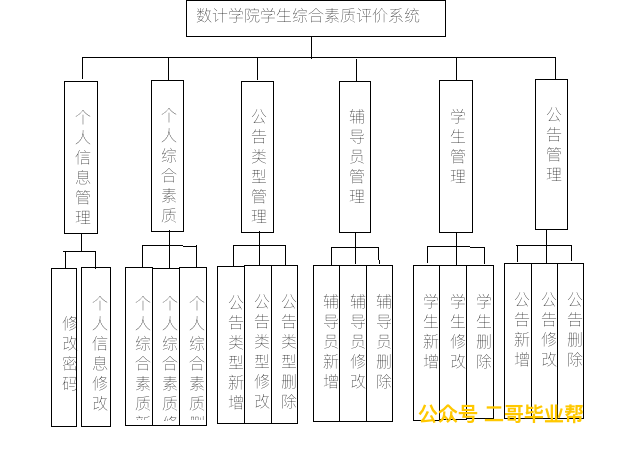 数计学院学生综合素质评价系统
个人信息管理
个人综合素质
公告类型管理
辅导员管理
学生管理
公告管理
修改密码
个人信息修改
个人综合素质新
个人综合素质修
个人综合素质删
公告类型新增
公告类型修改
公告类型删除
辅导员新增
辅导员修改
辅导员删除
学生新增
学生修改
学生删除
公告新增
公告修改
公告删除
公众号 二哥毕业帮